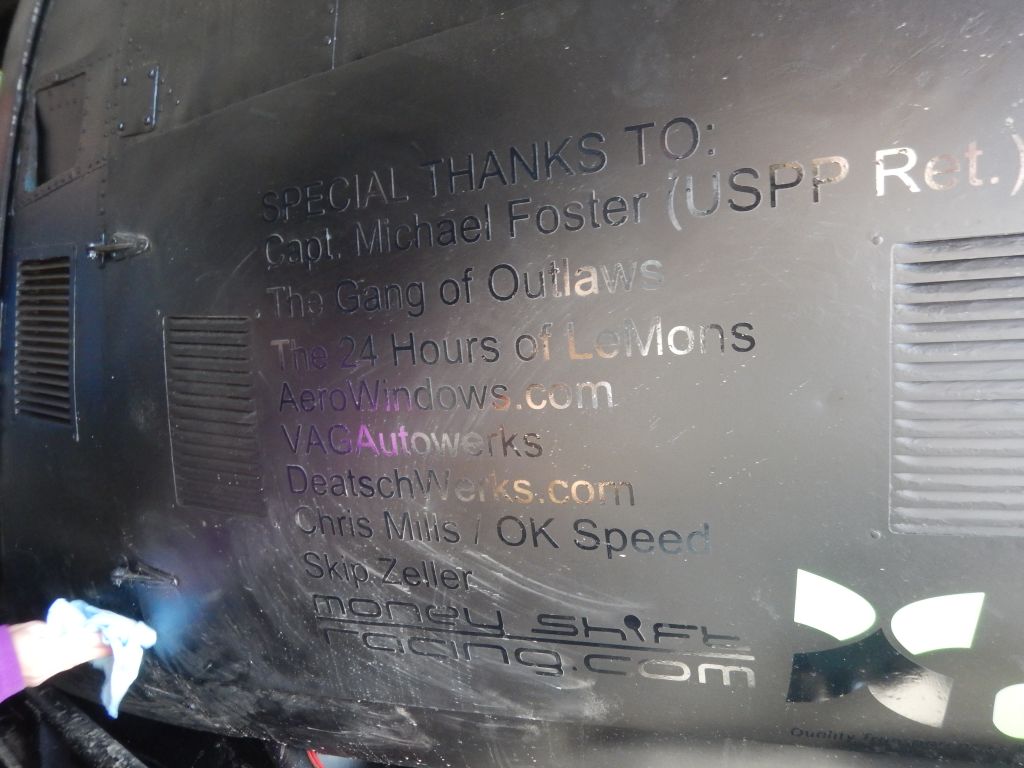 SPECIAL THANKS TO:
Capt. Michael Foster (USPP Ret.)
The Gang of Outlaws
The 24 Hours of LeMons
AeroWindows.com
VAGAutowerks
DeatschWerks.com
Chris Mills / OK Speed
Skip Zeller
money shift
racing.com
Quality